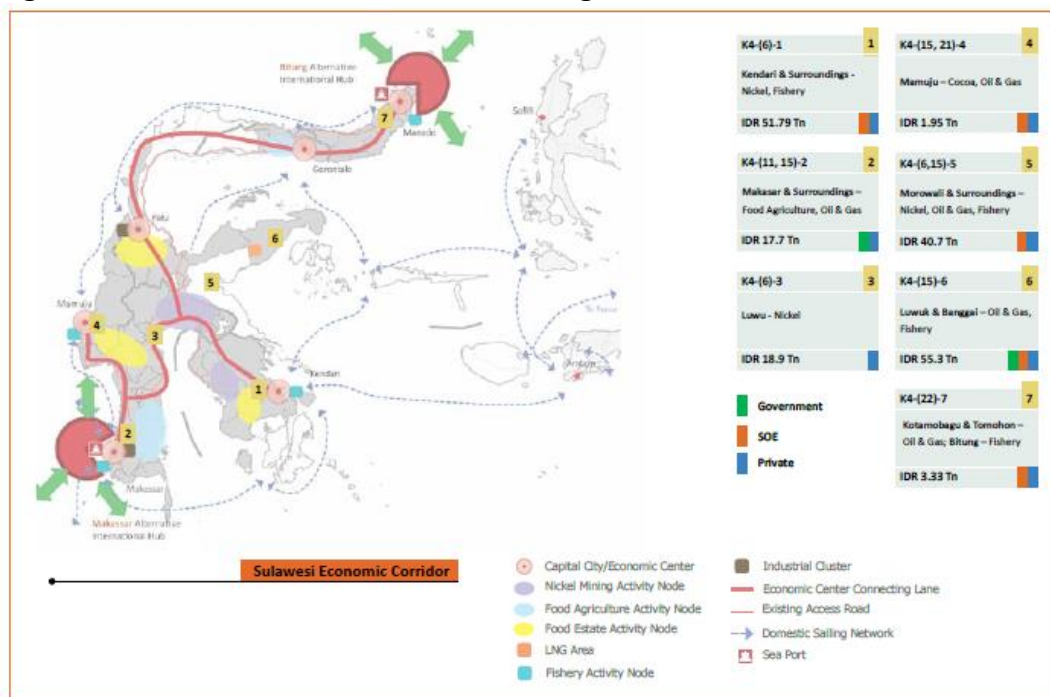 Bitung Alternative
International Hub
7
Manado
Sofifi
Gorontalo
Palu
6
5
Mamuju
4
3
Kendari
1
2
Makassar
Makassar Alternative
International Hub
K4-(6)-1 1
Kendari & Surroundings -
Nickel, Fishery
IDR 51.79 Tn
K4-(15, 21)-4 4
Mamuju – Cocoa, Oil & Gas
IDR 1.95 Tn
K4-(11, 15)-2 2
Makasar & Surroundings –
Food Agriculture, Oil & Gas
IDR 17.7 Tn
K4-(6,15)-5 5
Morowali & Surroundings –
Nickel, Oil & Gas, Fishery
IDR 40.7 Tn
K4-(6)-3 3
Luwu - Nickel
IDR 18.9 Tn
K4-(15)-6 6
Luwuk & Banggai – Oil & Gas,
Fishery
IDR 55.3 Tn
K4-(22)-7 7
Kotamobagu & Tomohon –
Oil & Gas; Bitung – Fishery
IDR 3.33 Tn
Government
SOE
Private
Sulawesi Economic Corridor
Capital City/Economic Center
Nickel Mining Activity Node
Food Agriculture Activity Node
Food Estate Activity Node
LNG Area
Fishery Activity Node
Industrial Cluster
Economic Center Connecting Lane
Existing Access Road
Domestic Sailing Network
Sea Port